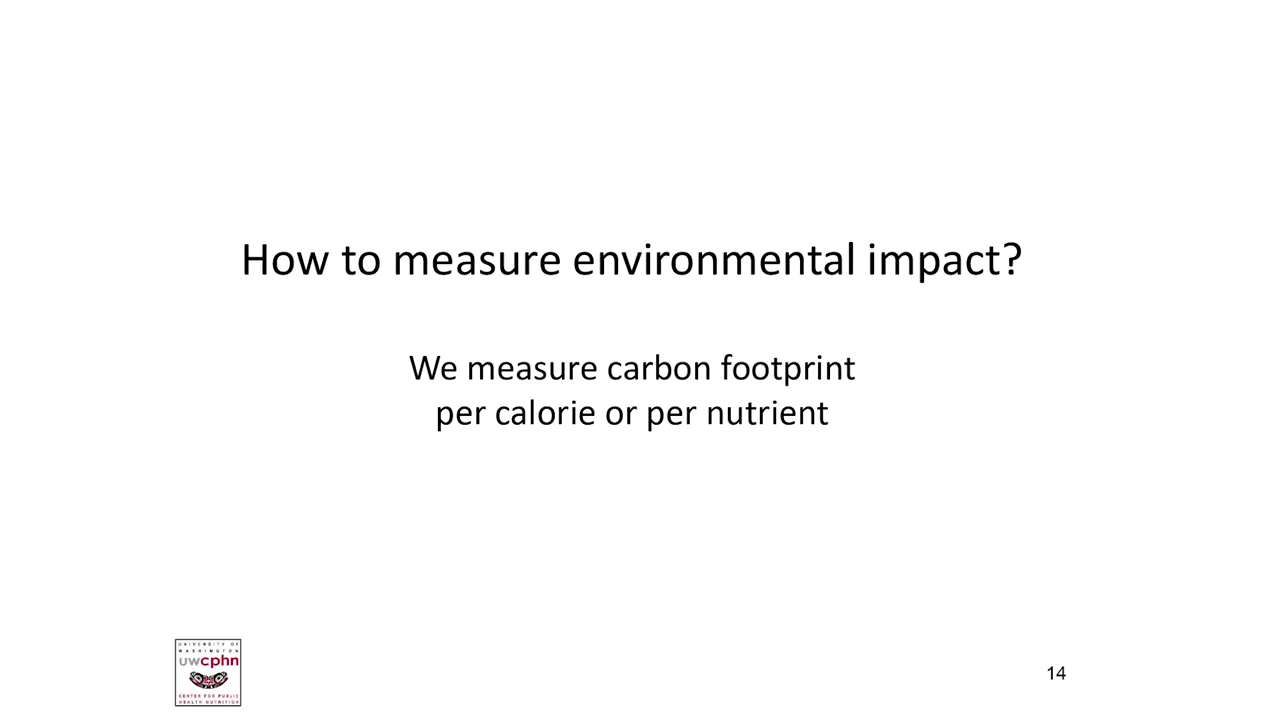 How to measure environmental impact?
We measure carbon footprint
per calorie or per nutrient
UNIVERSITY OF
WASHINGTON
uwcphn
CENTER FOR PUBLIC
HEALTH NUTRITION
14